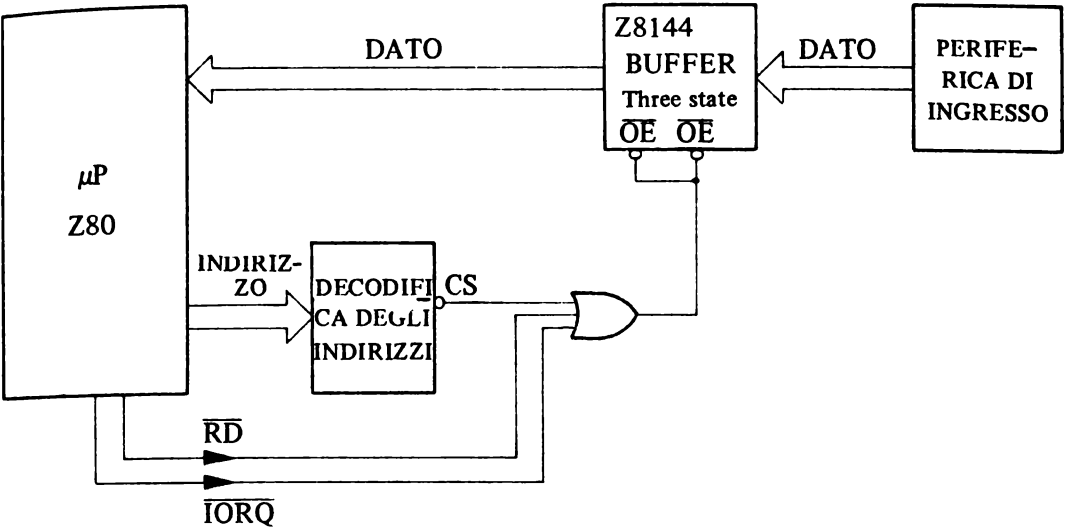 μP
Z80
DATO
Z8144
BUFFER
Three state
OE OE
DATO
PERIFE-
RICA DI
INGRESSO
INDIRIZ-
ZO
DECODIFI
CA DEGLI
INDIRIZZI
CS
RD
IORQ